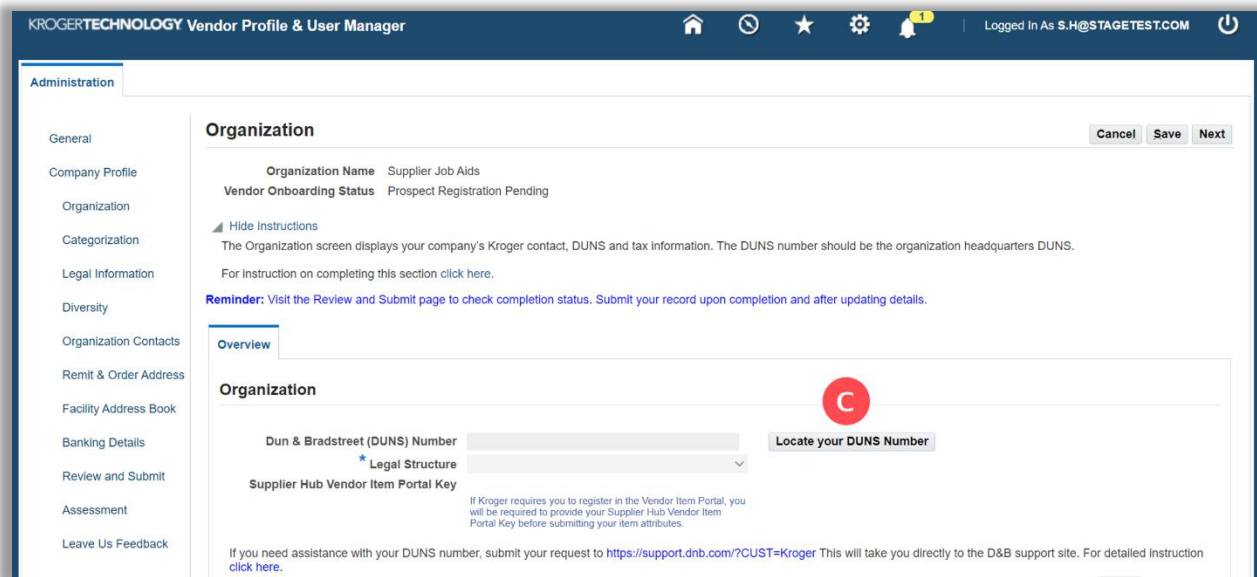 KROGERTECHNOLOGY Vendor Profile & User Manager
1
Logged In As S.H@STAGETEST.COM
Administration
General
Company Profile
Organization
Categorization
Legal Information
Diversity
Organization Contacts
Remit & Order Address
Facility Address Book
Banking Details
Review and Submit
Assessment
Leave Us Feedback
Organization
Cancel Save Next
Organization Name Supplier Job Aids
Vendor Onboarding Status Prospect Registration Pending
Hide Instructions
The Organization screen displays your company's Kroger contact, DUNS and tax information. The DUNS number should be the organization headquarters DUNS.
For instruction on completing this section click here.
Reminder: Visit the Review and Submit page to check completion status. Submit your record upon completion and after updating details.
Overview
Organization
C
Dun & Bradstreet (DUNS) Number
Locate your DUNS Number
* Legal Structure
Supplier Hub Vendor Item Portal Key
If Kroger requires you to register in the Vendor Item Portal, you
will be required to provide your Supplier Hub Vendor Item
Portal Key before submitting your item attributes.
If you need assistance with your DUNS number, submit your request to https://support.dnb.com/?CUST=Kroger This will take you directly to the D&B support site. For detailed instruction
click here.